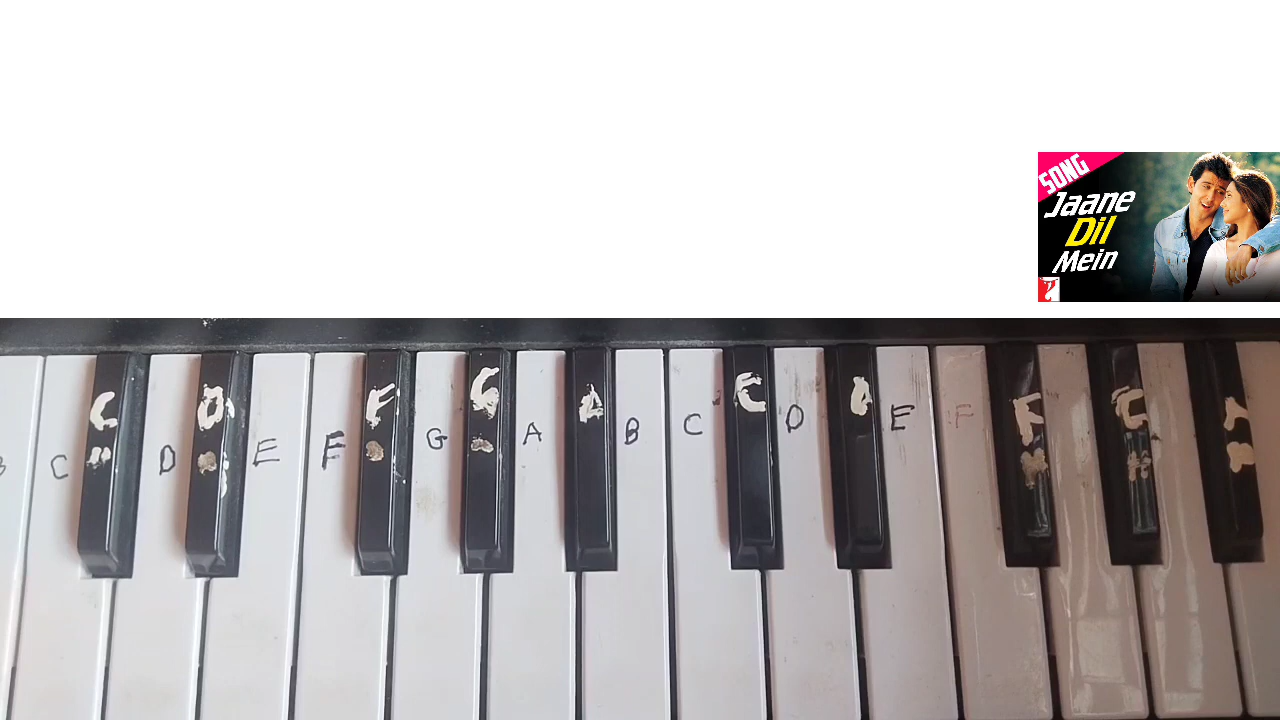 SONG
Jaane
Dil
Mein
C D F G A C D F G A
C D E F G A B C D E F